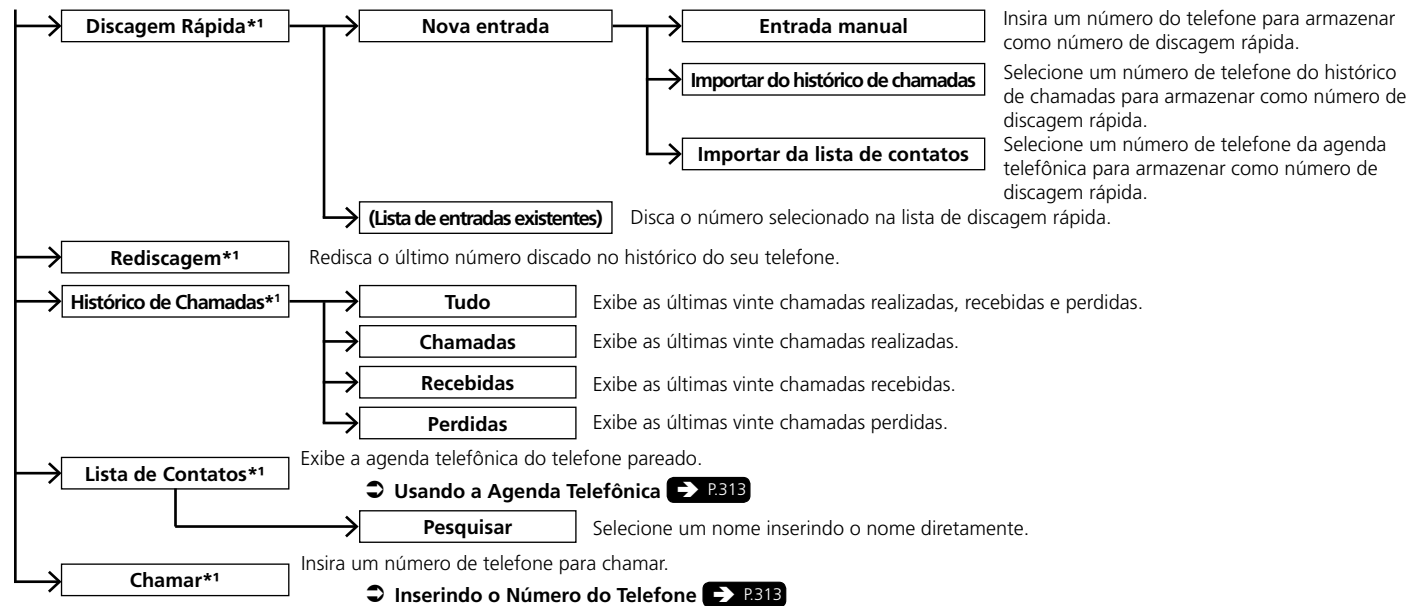 Discagem Rápida*¹
Nova entrada
Entrada manual
Insira um número do telefone para armazenar
como número de discagem rápida.
Importar do histórico de chamadas
Selecione um número de telefone do histórico
de chamadas para armazenar como número de
discagem rápida.
Importar da lista de contatos
Selecione um número de telefone da agenda
telefônica para armazenar como número de
discagem rápida.
(Lista de entradas existentes)
Disca o número selecionado na lista de discagem rápida.
Rediscagem*¹
Redisca o último número discado no histórico do seu telefone.
Histórico de Chamadas*¹
Tudo
Exibe as últimas vinte chamadas realizadas, recebidas e perdidas.
Chamadas
Exibe as últimas vinte chamadas realizadas.
Recebidas
Exibe as últimas vinte chamadas recebidas.
Perdidas
Exibe as últimas vinte chamadas perdidas.
Lista de Contatos*¹
Exibe a agenda telefônica do telefone pareado.
➲ Usando a Agenda Telefônica ➔ P.313
Pesquisar
Selecione um nome inserindo o nome diretamente.
Chamar*¹
Insira um número de telefone para chamar.
➲ Inserindo o Número do Telefone ➔ P.313